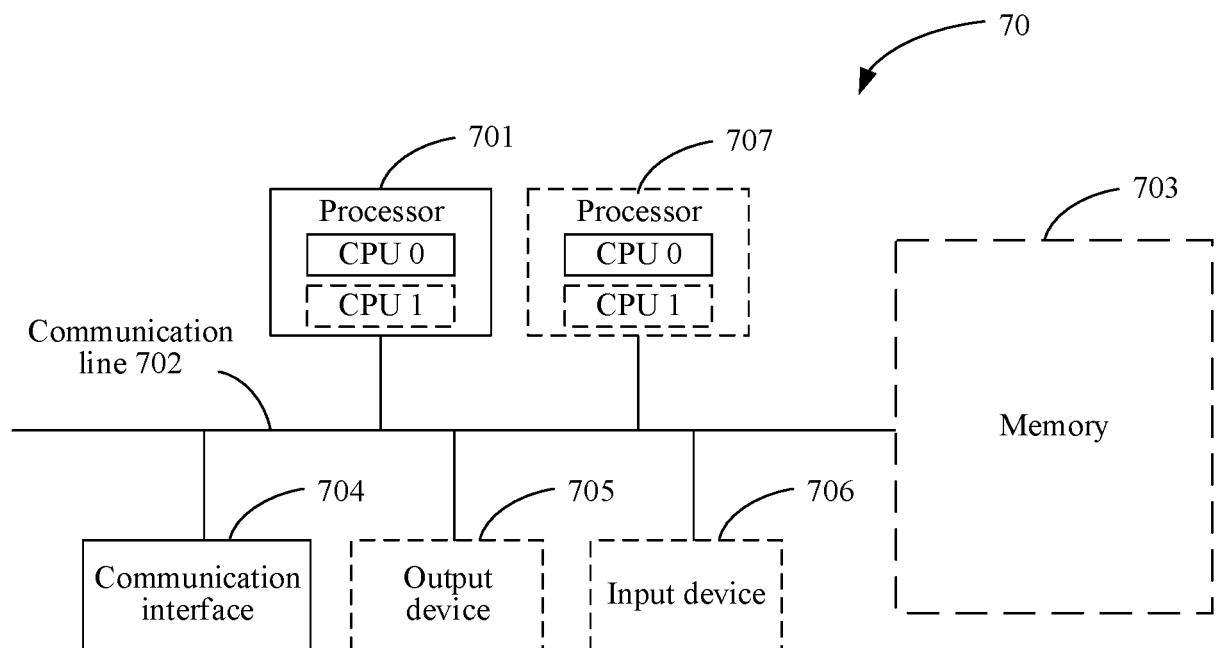 70
701
707
703
Processor
CPU 0
CPU 1
Processor
CPU 0
CPU 1
Communication
line 702
Memory
704
705
706
Communication
interface
Output
device
Input device